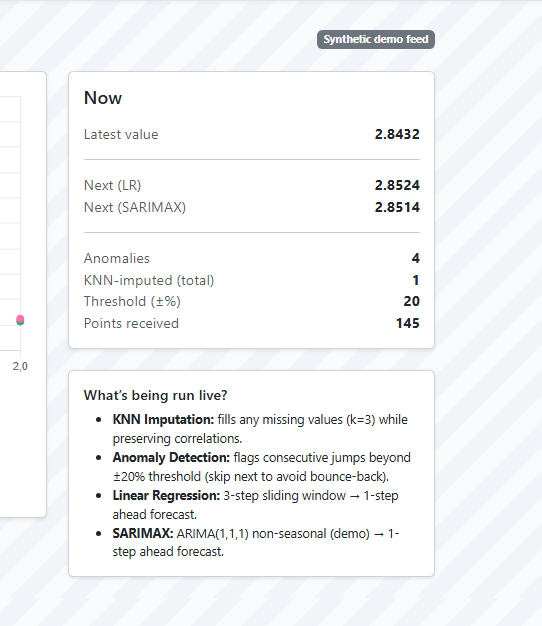 Synthetic demo feed
Now
Latest value 2.8432
Next (LR) 2.8524
Next (SARIMAX) 2.8514
Anomalies 4
KNN-imputed (total) 1
Threshold (±%) 20
Points received 145
2,0
What's being run live?
• KNN Imputation: fills any missing values (k=3) while
preserving correlations.
• Anomaly Detection: flags consecutive jumps beyond
±20% threshold (skip next to avoid bounce-back).
• Linear Regression: 3-step sliding window → 1-step
ahead forecast.
• SARIMAX: ARIMA(1,1,1) non-seasonal (demo) → 1-
step ahead forecast.